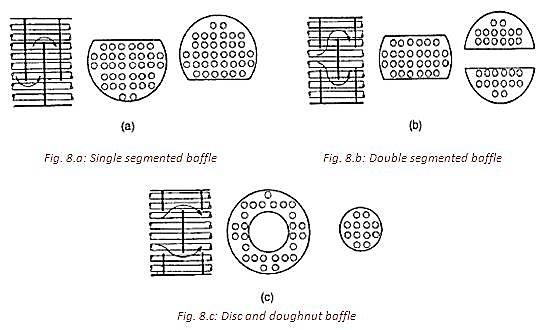 (a)
(b)
Fig. 8.a: Single segmented baffle
Fig. 8.b: Double segmented baffle
(c)
Fig. 8.c: Disc and doughnut baffle